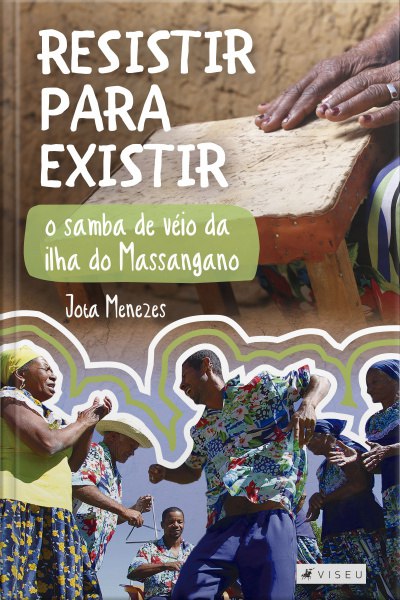 RESISTIR
PARA
EXISTIR
o samba de véio da
ilha do Massangano
Jota Menezes
VISEU